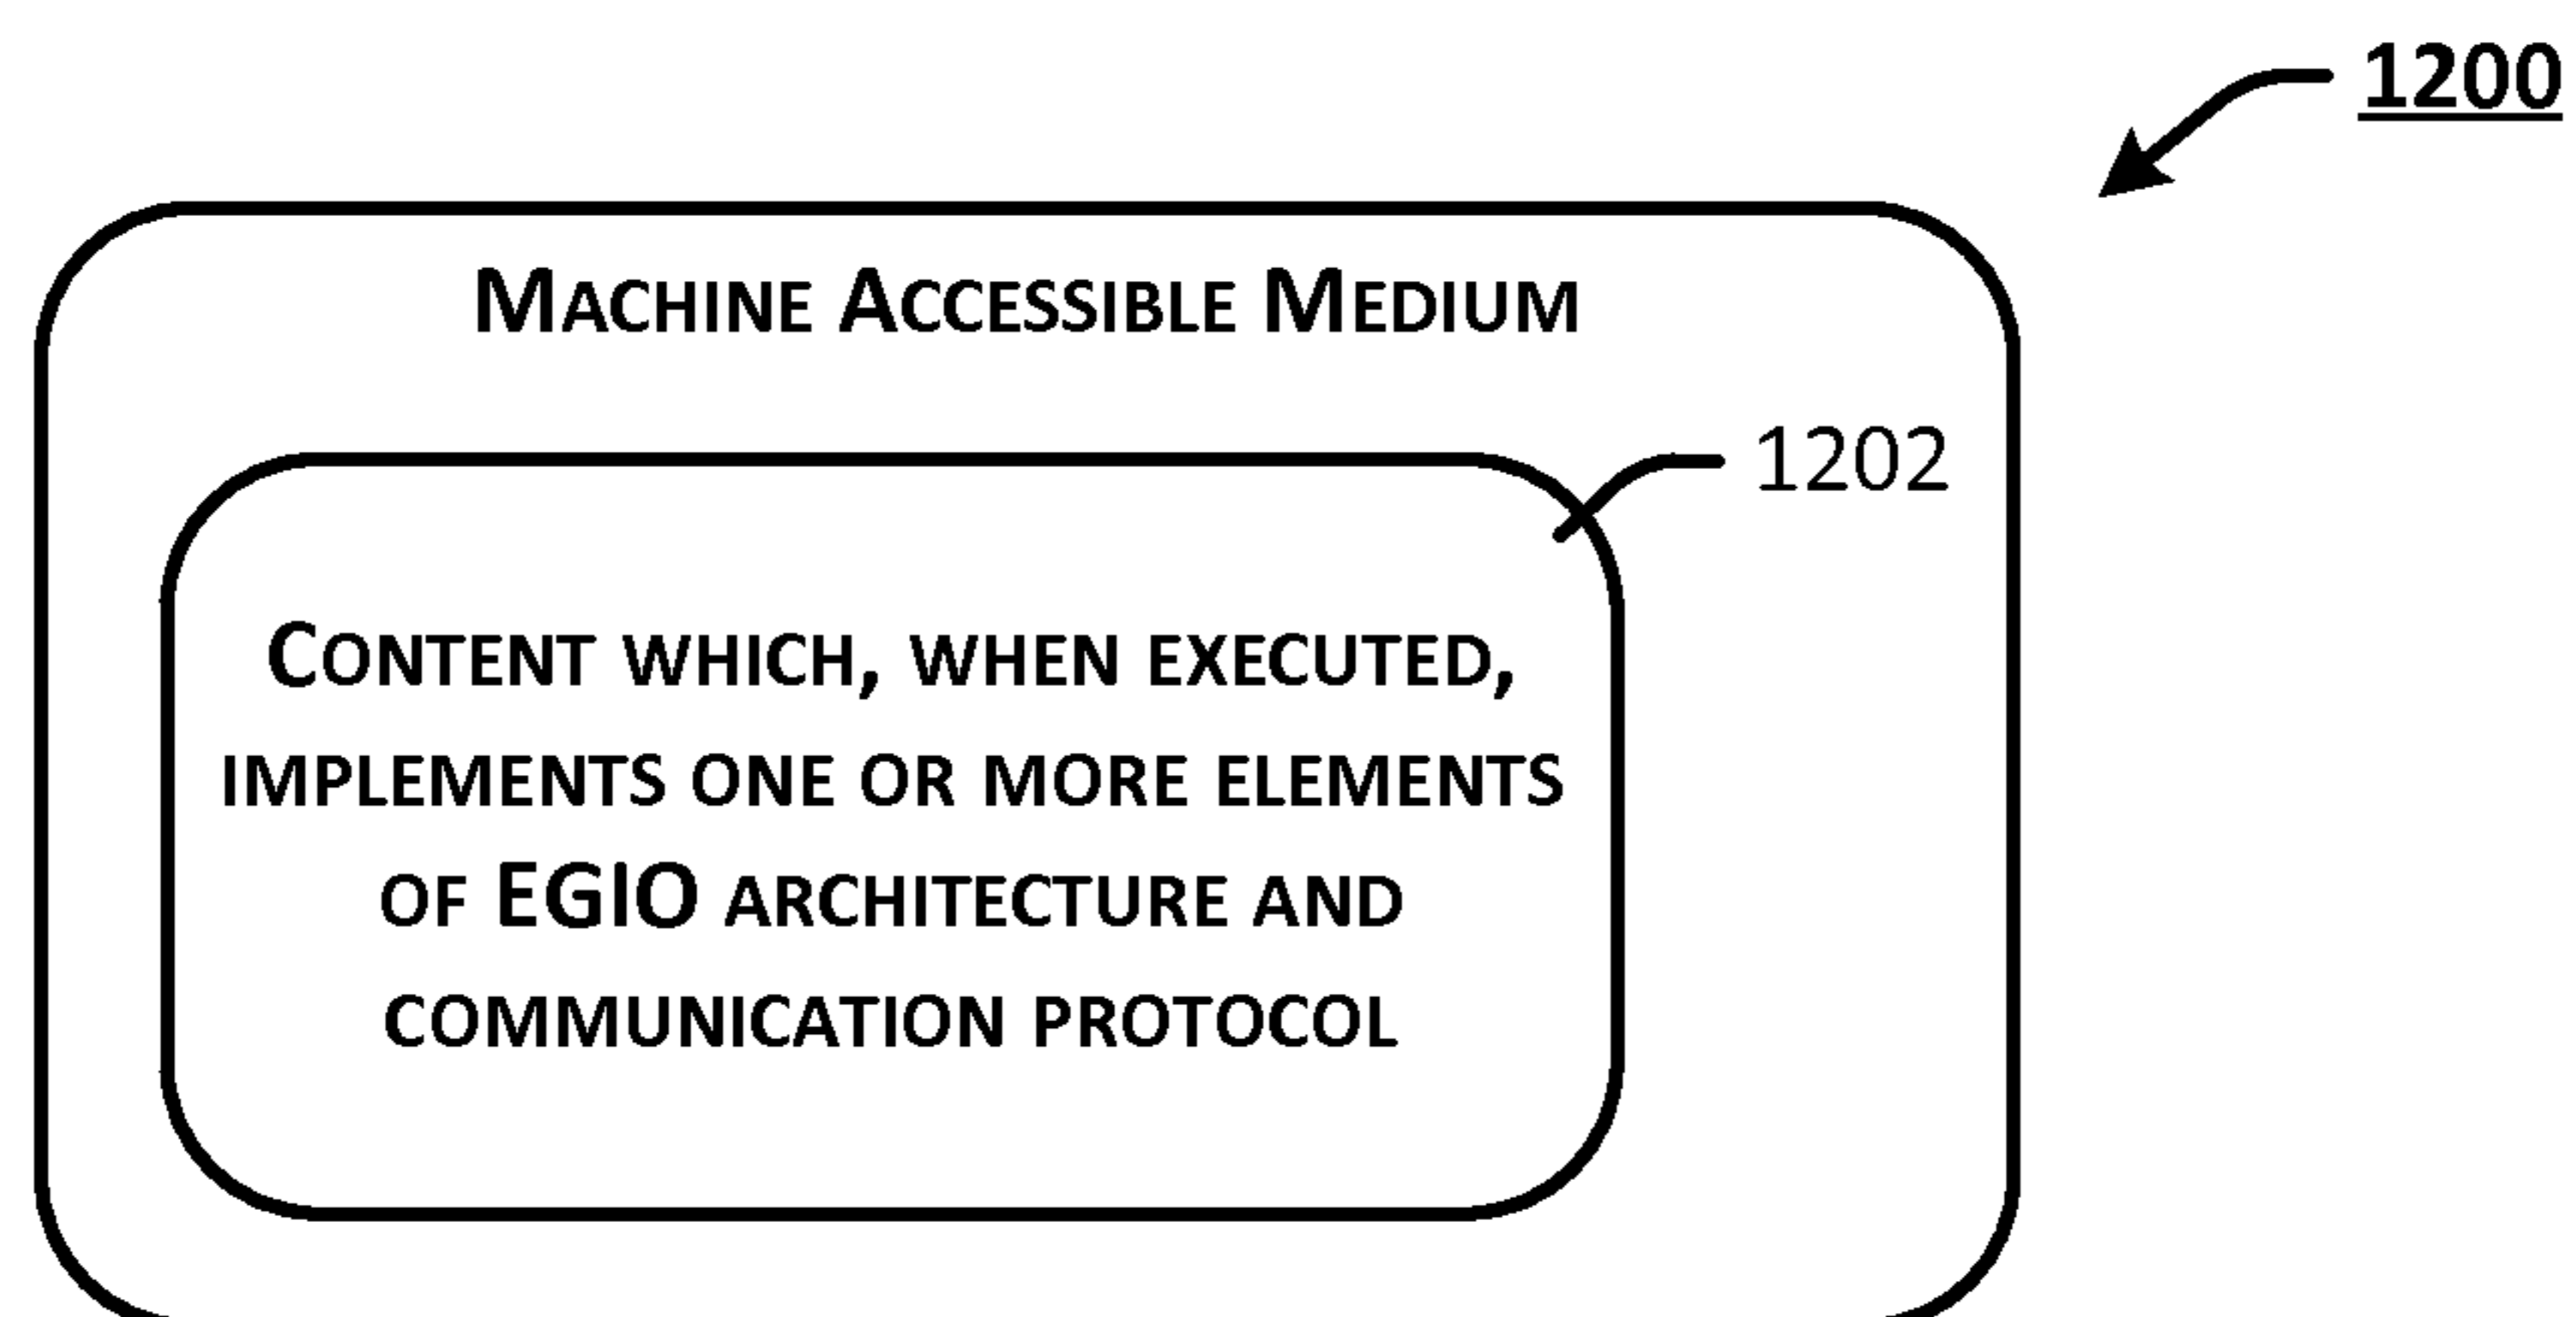 1200
MACHINE ACCESSIBLE MEDIUM
1202
CONTENT WHICH, WHEN EXECUTED,
IMPLEMENTS ONE OR MORE ELEMENTS
OF EGIO ARCHITECTURE AND
COMMUNICATION PROTOCOL